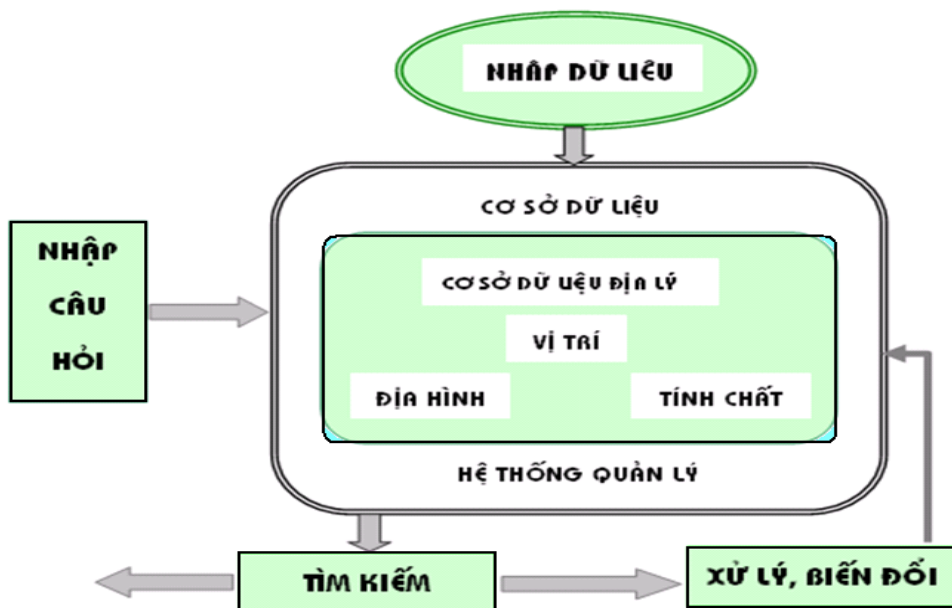 NHẬP DỮ LIỆU
CƠ SỞ DỮ LIỆU
NHẬP
CÂU
HỎI
CƠ SỞ DỮ LIỆU ĐỊA LÝ
VỊ TRÍ
ĐỊA HÌNH
TÍNH CHẤT
HỆ THỐNG QUẢN LÝ
TÌM KIẾM
XỬ LÝ, BIẾN ĐỔI